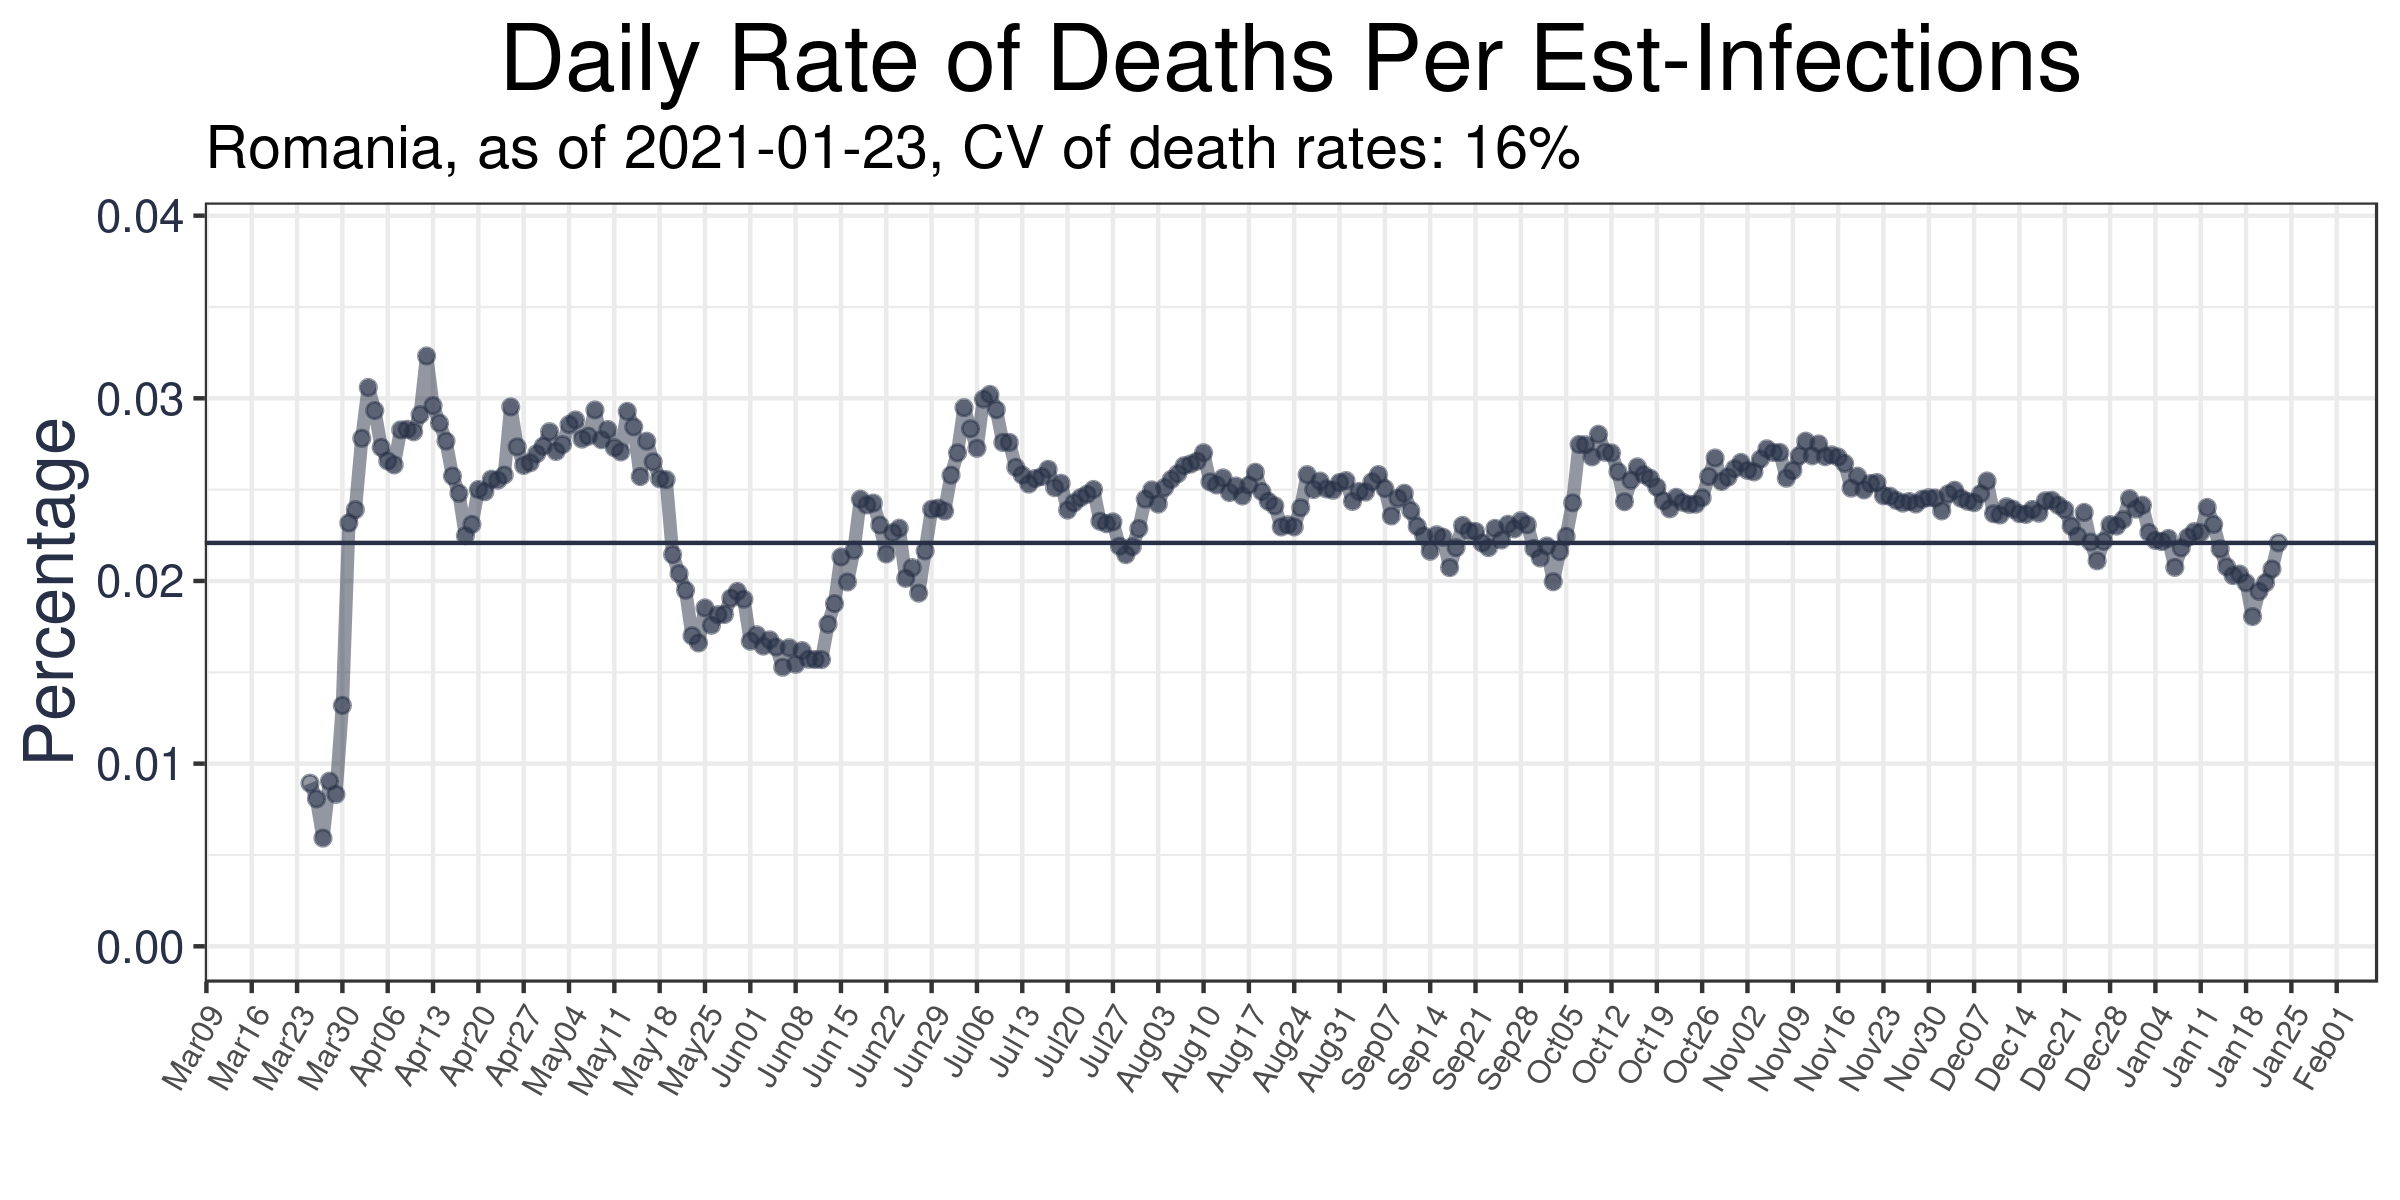 Daily Rate of Deaths Per Est-Infections
Romania, as of 2021-01-23, CV of death rates: 16%
Percentage
0.04
0.03
0.02
0.01
0.00
Mar09
Mar16
Mar23
Mar30
Apr06
Apr13
Apr20
Apr27
May04
May11
May18
May25
Jun01
Jun08
Jun15
Jun22
Jun29
Jul06
Jul13
Jul20
Jul27
Aug03
Aug10
Aug17
Aug24
Aug31
Sep07
Sep14
Sep21
Sep28
Oct05
Oct12
Oct19
Oct26
Nov02
Nov09
Nov16
Nov23
Nov30
Dec07
Dec14
Dec21
Dec28
Jan04
Jan11
Jan18
Jan25
Feb01